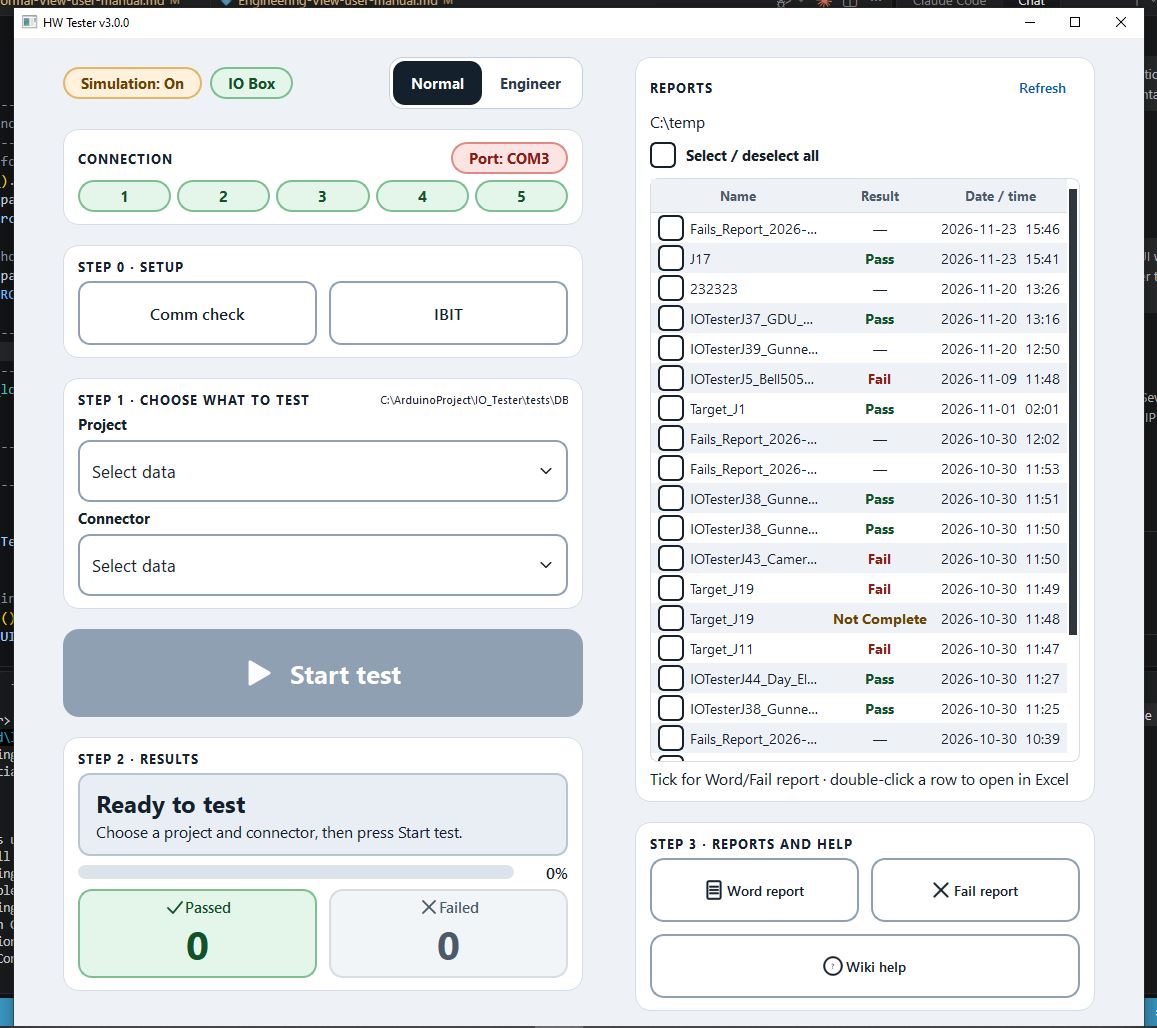 Engineering-View-user-manual.md M
Claude Code
Chat
HW Tester v3.0.0
Simulation: On
IO Box
Normal
Engineer
CONNECTION
Port: COM3
1 2 3 4 5
STEP 0 · SETUP
Comm check
IBIT
STEP 1 · CHOOSE WHAT TO TEST
C:\ArduinoProject\IO_Tester\tests\DB
Project
Select data
Connector
Select data
Start test
STEP 2 · RESULTS
Ready to test
Choose a project and connector, then press Start test.
0%
Passed
0
Failed
0
REPORTS
Refresh
C:\temp
Select / deselect all
Name Result Date / time
Fails_Report_2026-... — 2026-11-23 15:46
J17 Pass 2026-11-23 15:41
232323 — 2026-11-20 13:26
IOTesterJ37_GDU_... Pass 2026-11-20 13:16
IOTesterJ39_Gunne... — 2026-11-20 12:50
IOTesterJ5_Bell505... Fail 2026-11-09 11:48
Target_J1 Pass 2026-11-01 02:01
Fails_Report_2026-... — 2026-10-30 12:02
Fails_Report_2026-... — 2026-10-30 11:53
IOTesterJ38_Gunne... Pass 2026-10-30 11:51
IOTesterJ38_Gunne... Pass 2026-10-30 11:50
IOTesterJ43_Camer... Fail 2026-10-30 11:50
Target_J19 Fail 2026-10-30 11:49
Target_J19 Not Complete 2026-10-30 11:48
Target_J11 Fail 2026-10-30 11:47
IOTesterJ44_Day_El... Pass 2026-10-30 11:27
IOTesterJ38_Gunne... Pass 2026-10-30 11:25
Fails_Report_2026-... — 2026-10-30 10:39
Tick for Word/Fail report · double-click a row to open in Excel
STEP 3 · REPORTS AND HELP
Word report
Fail report
? Wiki help